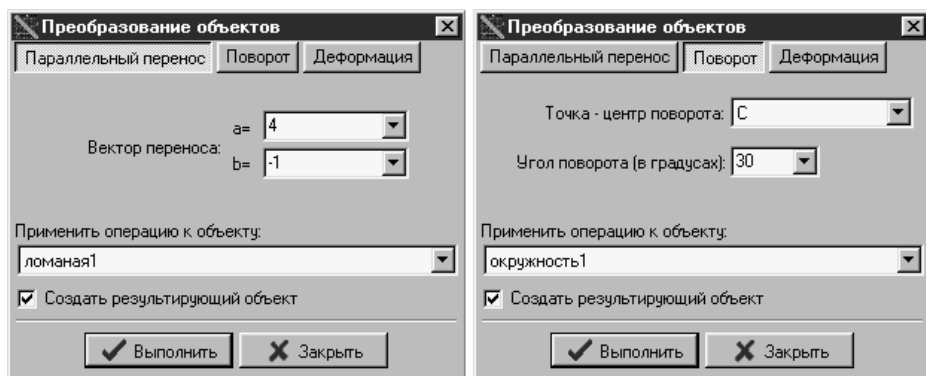 Преобразование объектов
Параллельный перенос Поворот Деформация
Вектор переноса:
a= 4
b= -1
Применить операцию к объекту:
ломаная1
Создать результирующий объект
Выполнить Закрыть
Преобразование объектов
Параллельный перенос Поворот Деформация
Точка - центр поворота: C
Угол поворота (в градусах): 30
Применить операцию к объекту:
окружность1
Создать результирующий объект
Выполнить Закрыть